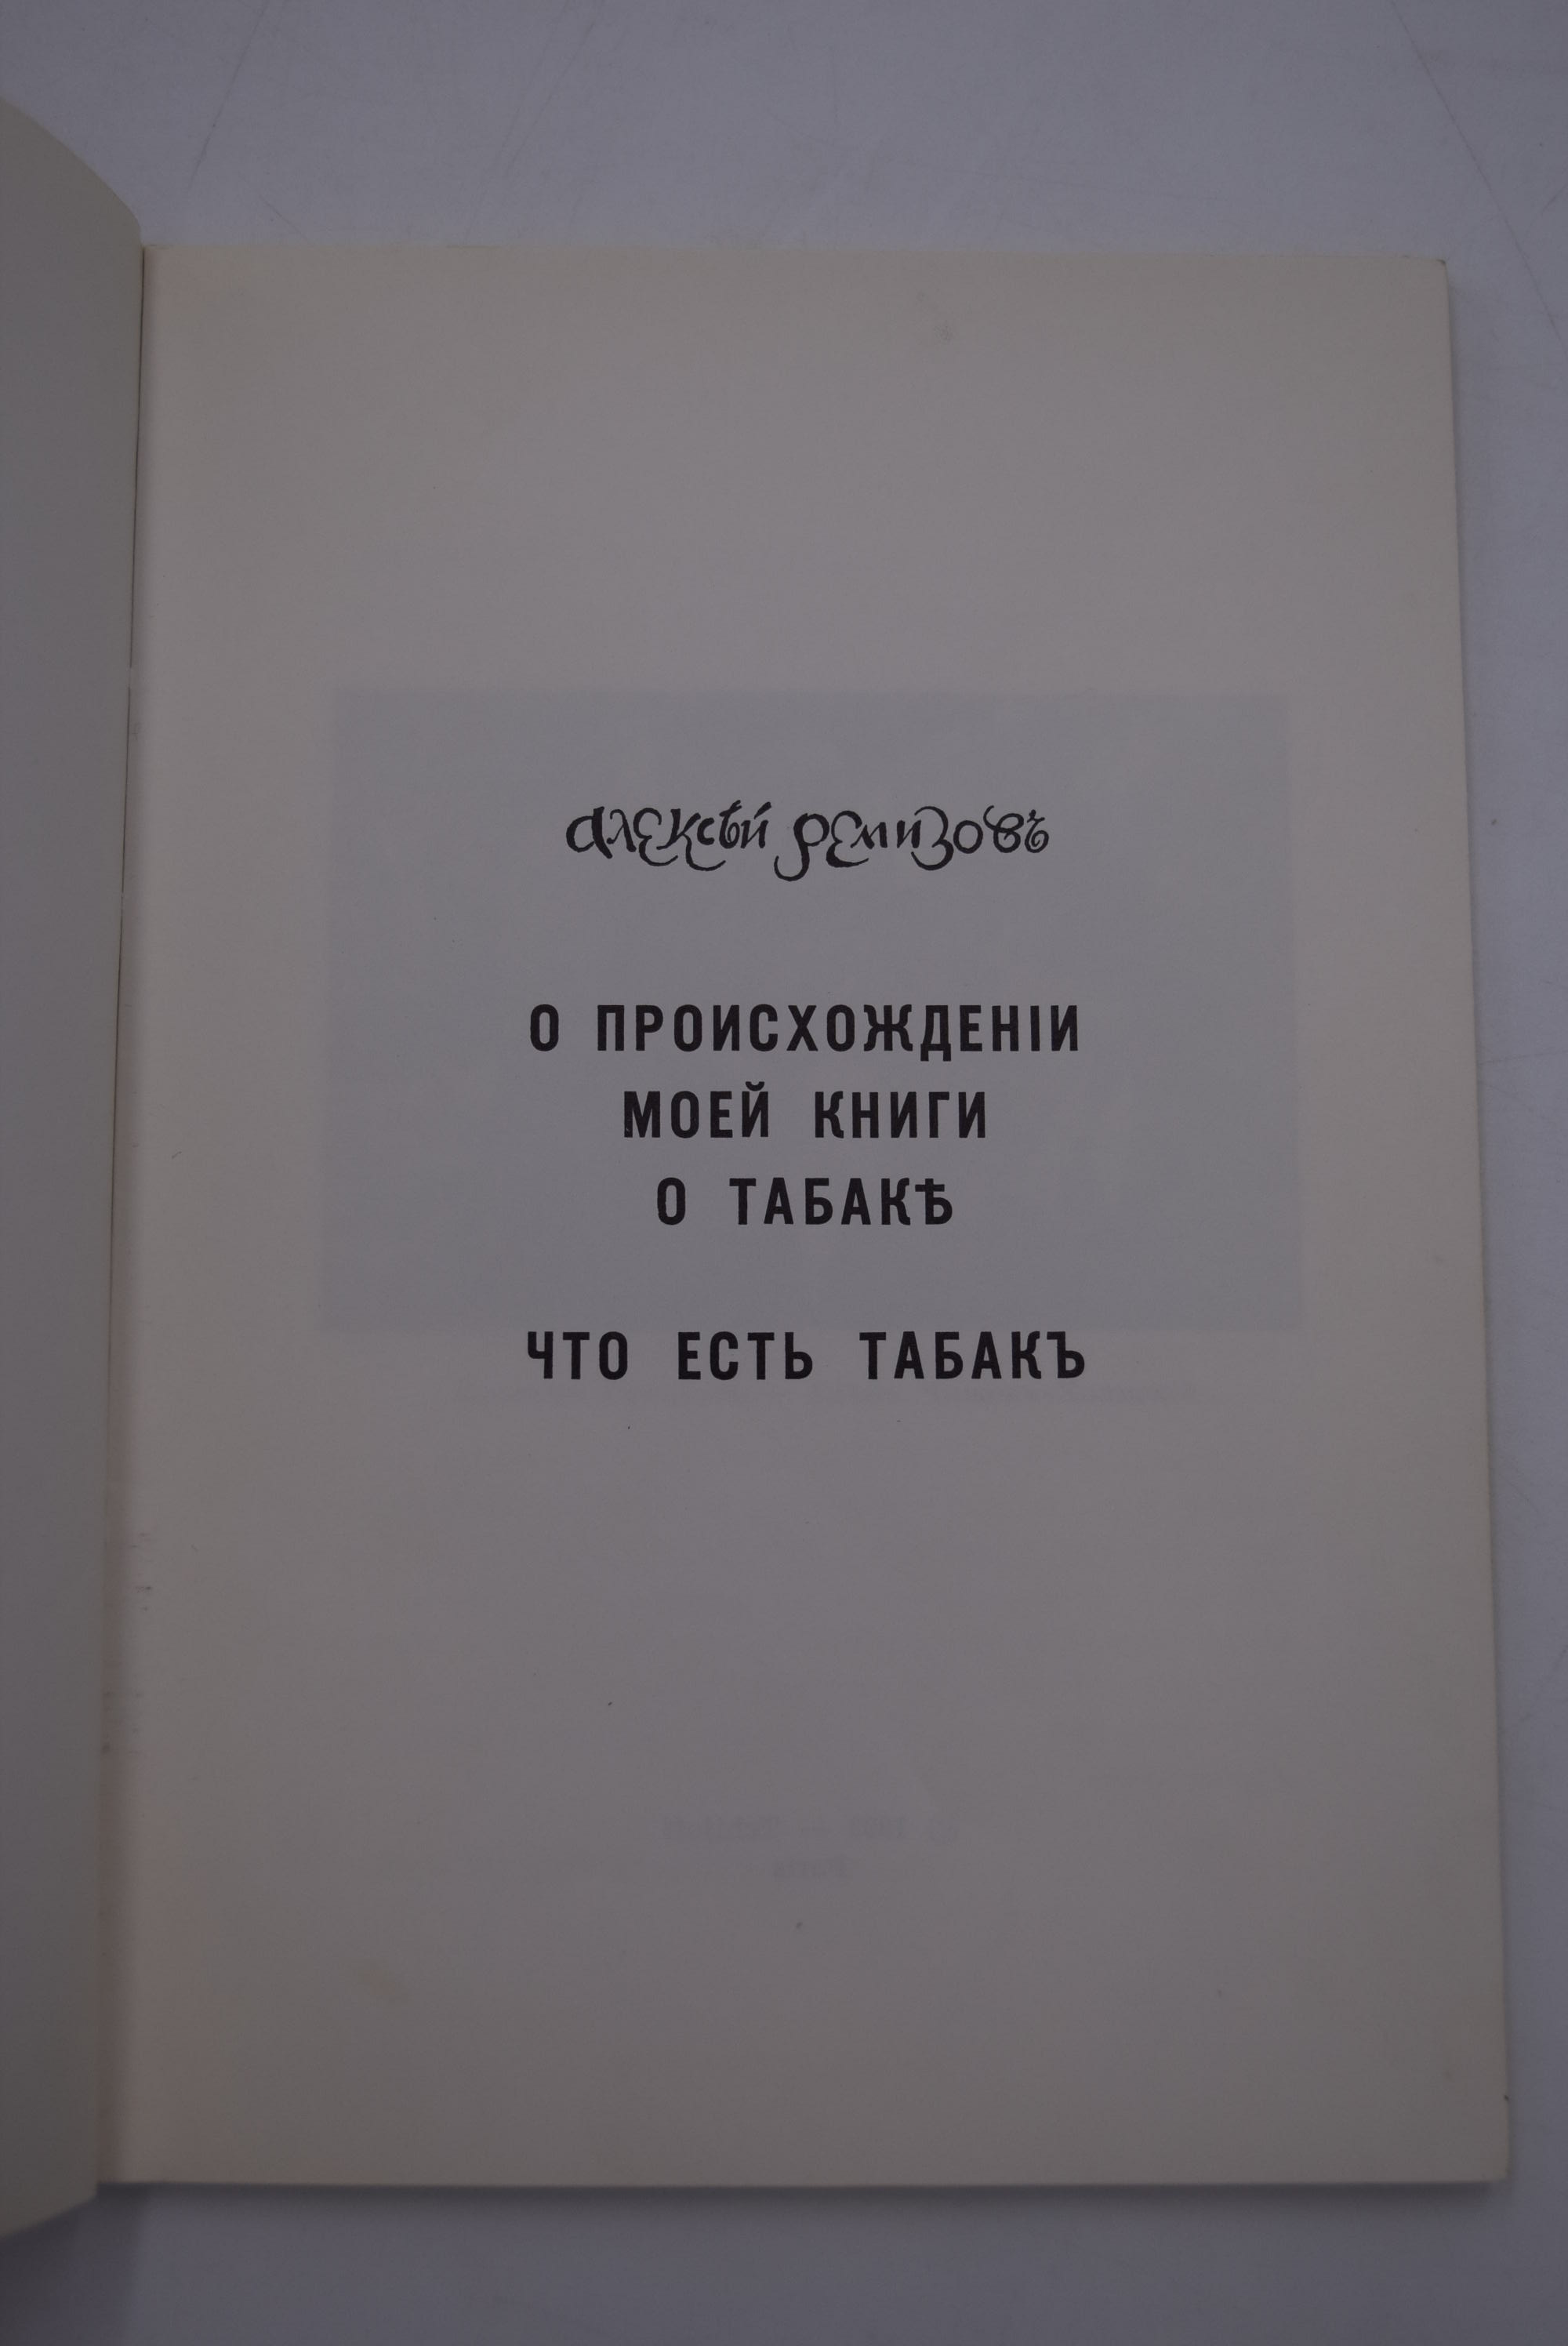 Алексѣй Ремизовъ
О ПРОИСХОЖДЕНІИ
МОЕЙ КНИГИ
О ТАБАКѢ
ЧТО ЕСТЬ ТАБАКЪ